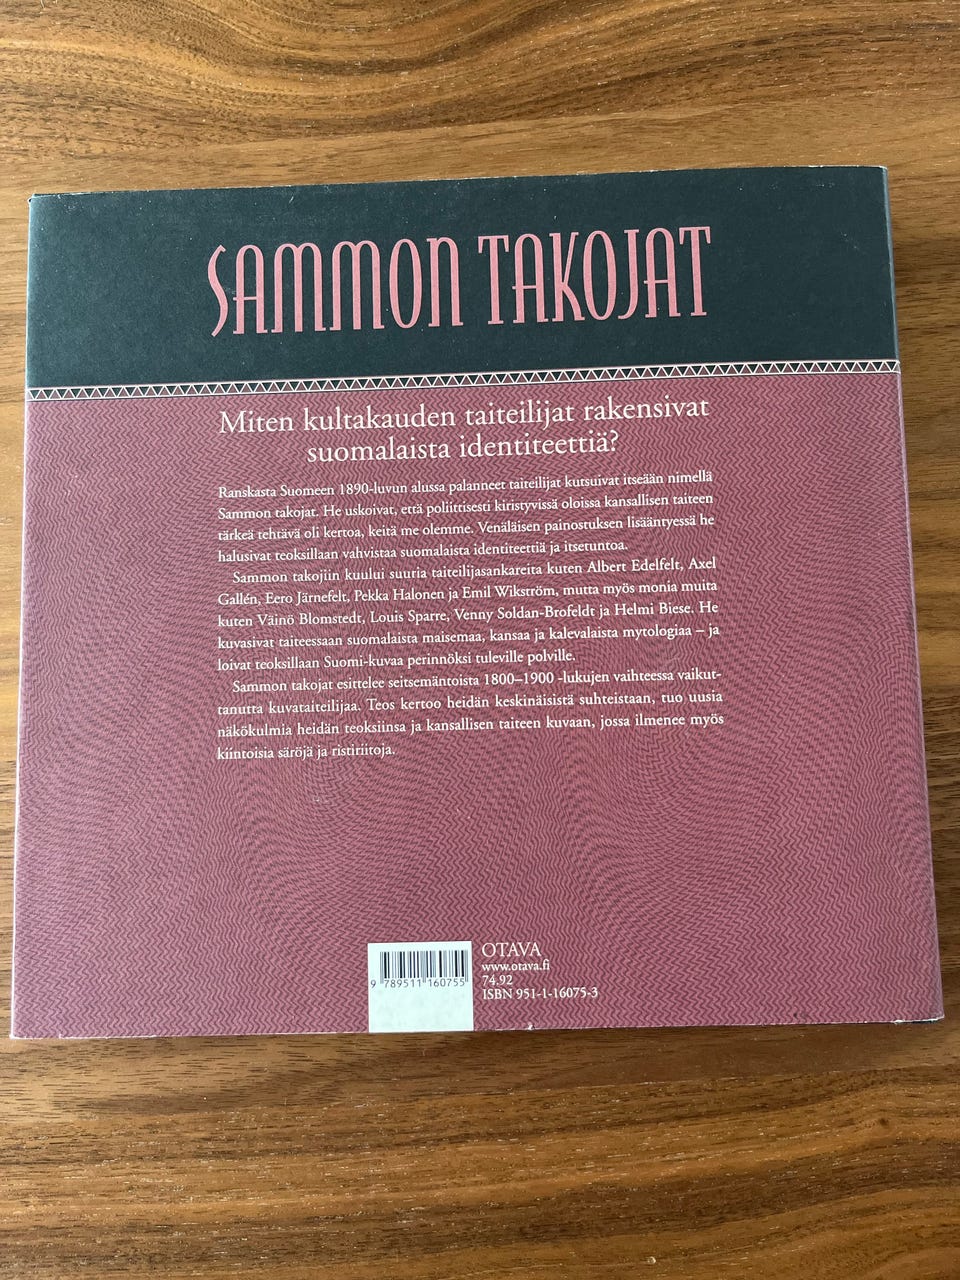 SAMMON TAKOJAT
Miten kultakauden taiteilijat rakensivat
suomalaista identiteettiä?
Ranskasta Suomeen 1890-luvun alussa palanneet taiteilijat kutsuivat itseään nimellä
Sammon takojat. He uskoivat, että poliittisesti kiristyvissä oloissa kansallisen taiteen
tärkeä tehtävä oli kertoa, keitä me olemme. Venäläisen painostuksen lisääntyessä he
halusivat teoksillaan vahvistaa suomalaista identiteettiä ja itsetuntoa.
Sammon takojiin kuului suuria taiteilijasankareita kuten Albert Edelfelt, Axel
Gallén, Eero Järnefelt, Pekka Halonen ja Emil Wikström, mutta myös monia muita
kuten Väinö Blomstedt, Louis Sparre, Venny Soldan-Brofeldt ja Helmi Biese. He
kuvasivat taiteessaan suomalaista maisemaa, kansaa ja kalevalaista mytologiaa – ja
loivat teoksillaan Suomi-kuvaa perinnöksi tuleville polville.
Sammon takojat esittelee seitsemäntoista 1800–1900 -lukujen vaihteessa vaikut-
tanutta kuvataiteilijaa. Teos kertoo heidän keskinäisistä suhteistaan, tuo uusia
näkökulmia heidän teoksiinsa ja kansallisen taiteen kuvaan, jossa ilmenee myös
kiintoisia säröjä ja ristiriitoja.
OTAVA
www.otava.fi
74.92
ISBN 951-1-16075-3
9 789511 160755